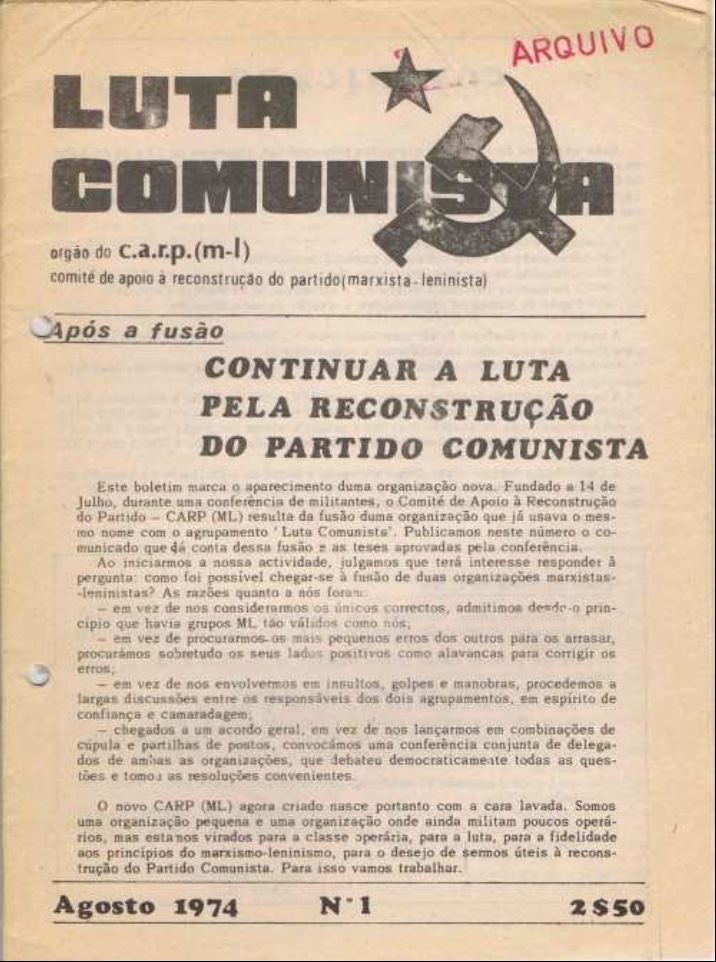 ARQUIVO
LUTA
COMUNISTA
orgão do c.a.r.p.(m-l)
comité de apoio à reconstrução do partido(marxista-leninista)
Após a fusão
CONTINUAR A LUTA
PELA RECONSTRUÇÃO
DO PARTIDO COMUNISTA
Este boletim marca o aparecimento duma organização nova. Fundado a 14 de
Julho, durante uma conferência de militantes, o Comité de Apoio à Reconstrução
do Partido – CARP (ML) resulta da fusão duma organização que já usava o mes-
mo nome com o agrupamento ' Luta Comunista'. Publicamos neste número o co-
municado que dá conta dessa fusão e as teses aprovadas pela conferência.
Ao iniciarmos a nossa actividade, julgamos que terá interesse responder à
pergunta: como foi possível chegar-se à fusão de duas organizações marxistas-
-leninistas? As razões quanto a nós foram:
– em vez de nos considerarmos os únicos correctos, admitimos desde o prin-
cípio que havia grupos ML tão válidos como nós;
– em vez de procurarmos os mais pequenos erros dos outros para os arrasar,
procurámos sobretudo os seus lados positivos como alavancas para corrigir os
erros;
– em vez de nos envolvermos em insultos, golpes e manobras, procedemos a
largas discussões entre os responsáveis dos dois agrupamentos, em espírito de
confiança e camaradagem;
– chegados a um acordo geral, em vez de nos lançarmos em combinações de
cúpula e partilhas de postos, convocámos uma conferência conjunta de delega-
dos de ambas as organizações, que debateu democraticamente todas as ques-
tões e tomou as resoluções convenientes.
O novo CARP (ML) agora criado nasce portanto com a cara lavada. Somos
uma organização pequena e uma organização onde ainda militam poucos operá-
rios, mas estamos virados para a classe operária, para a luta, para a fidelidade
aos princípios do marxismo-leninismo, para o desejo de sermos úteis à recons-
trução do Partido Comunista. Para isso vamos trabalhar.
Agosto 1974 N°1 2$50